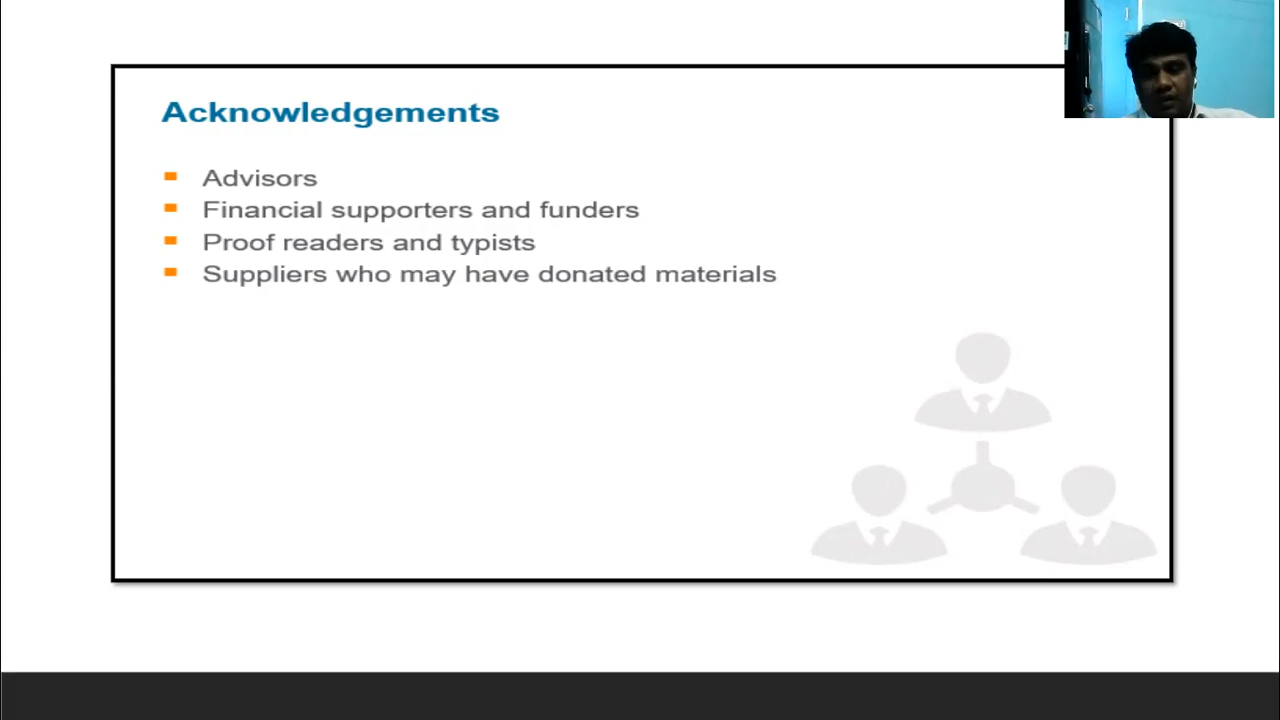 Acknowledgements
Advisors
Financial supporters and funders
Proof readers and typists
Suppliers who may have donated materials